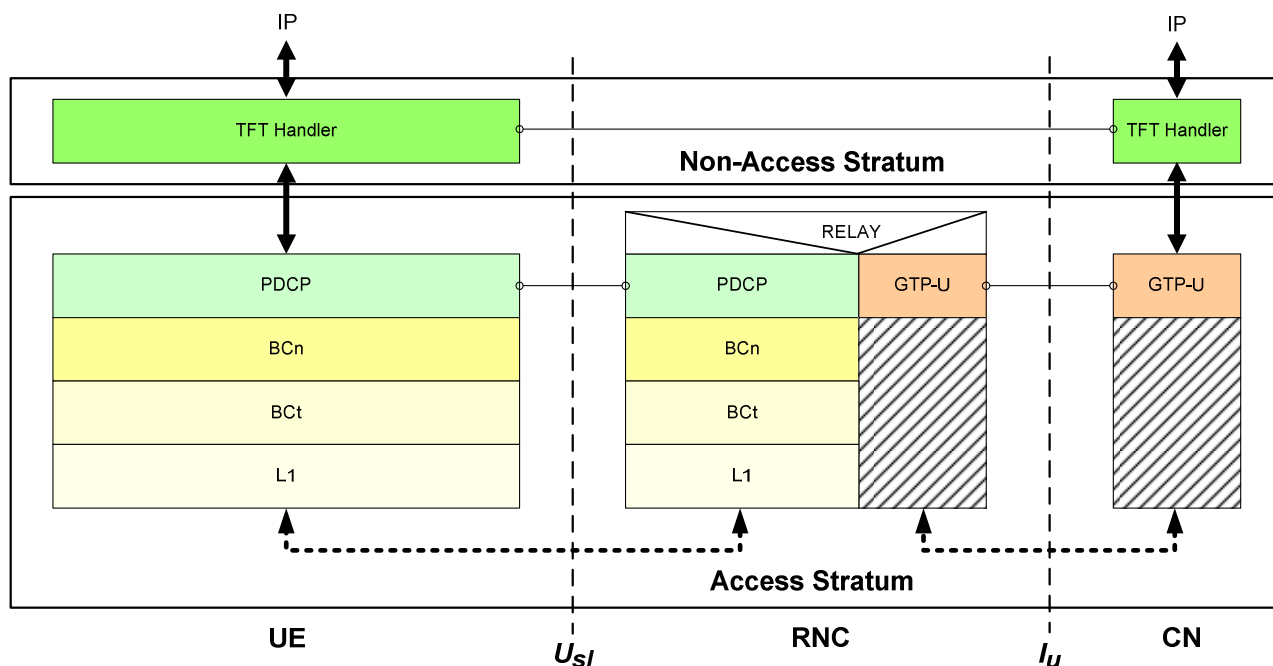 IP
IP
TFT Handler
TFT Handler
Non-Access Stratum
RELAY
PDCP
PDCP
GTP-U
GTP-U
BCn
BCn
BCt
BCt
L1
L1
Access Stratum
UE
RNC
CN
Usl
Iu